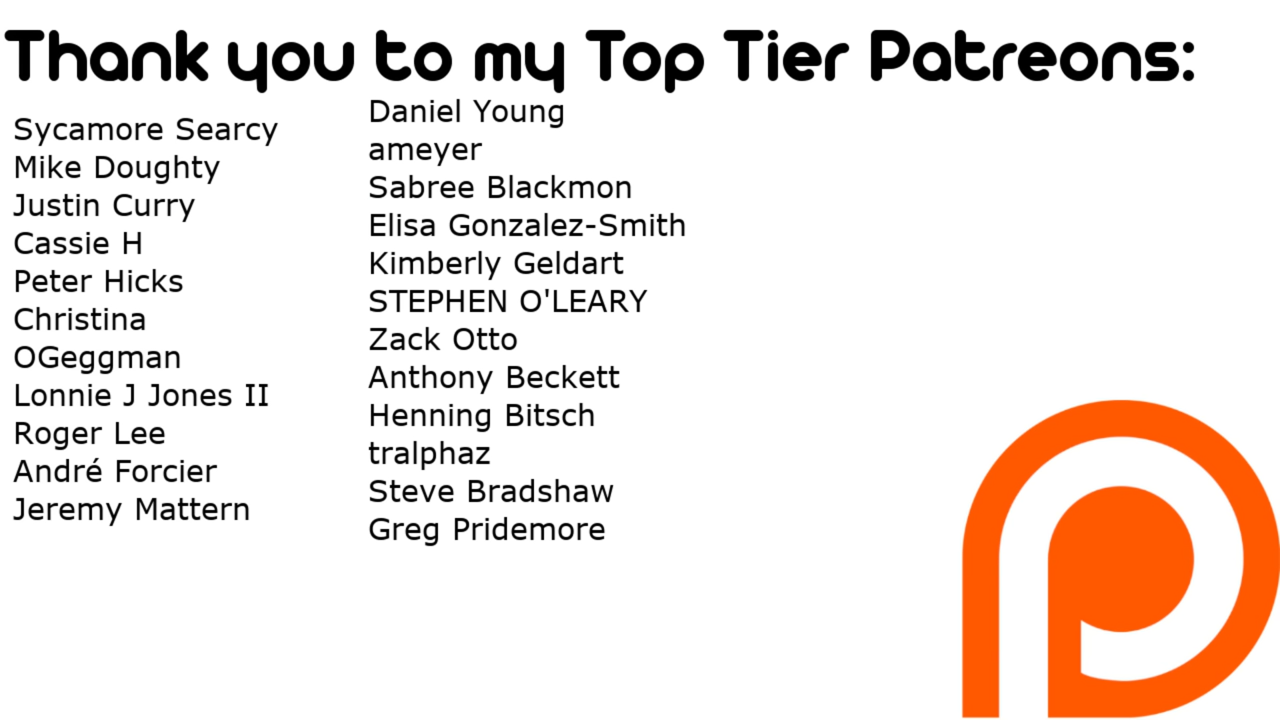 Thank you to my Top Tier Patreons:
Sycamore Searcy
Mike Doughty
Justin Curry
Cassie H
Peter Hicks
Christina
OGeggman
Lonnie J Jones II
Roger Lee
André Forcier
Jeremy Mattern
Daniel Young
ameyer
Sabree Blackmon
Elisa Gonzalez-Smith
Kimberly Geldart
STEPHEN O'LEARY
Zack Otto
Anthony Beckett
Henning Bitsch
tralphaz
Steve Bradshaw
Greg Pridemore